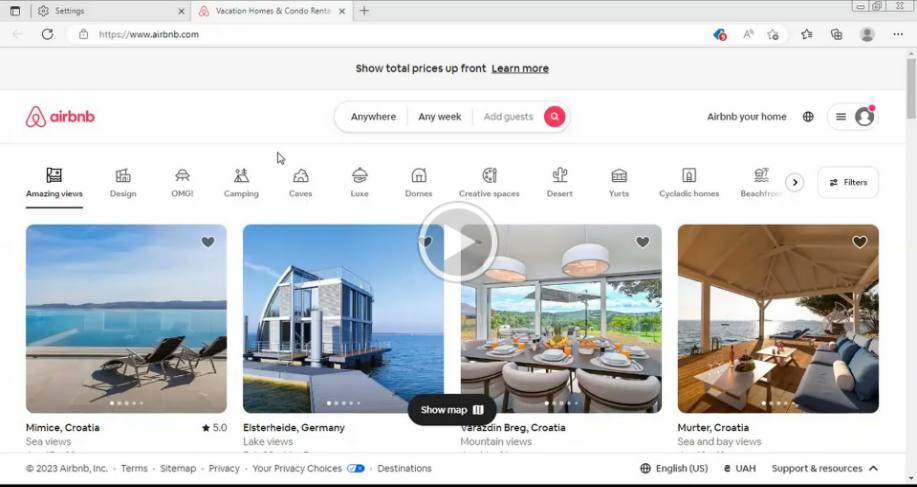 Settings
Vacation Homes & Condo Renta
https://www.airbnb.com
Show total prices up front Learn more
airbnb
Anywhere Any week Add guests
Airbnb your home
Amazing views Design OMG! Camping Caves Luxe Domes Creative spaces Desert Yurts Cycladic homes Beachfron
Filters
Show map
Mimice, Croatia ★ 5.0
Sea views
Elsterheide, Germany
Lake views
Varazdin Breg, Croatia
Mountain views
Murter, Croatia
Sea and bay views
© 2023 Airbnb, Inc. · Terms · Sitemap · Privacy · Your Privacy Choices · Destinations
English (US) ₴ UAH Support & resources